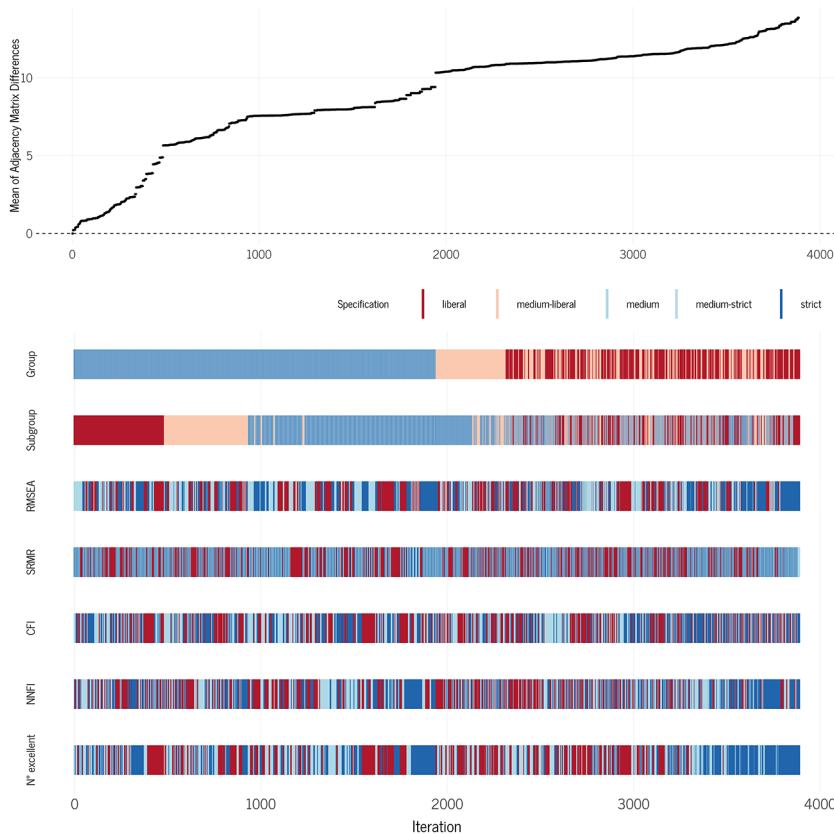 Mean of Adjacency Matrix Differences
10
5
0
0 1000 2000 3000 4000
Specification liberal medium-liberal medium medium-strict strict
Group
Subgroup
RMSEA
SRMR
CFI
NNFI
N° excellent
0 1000 2000 3000 4000
Iteration